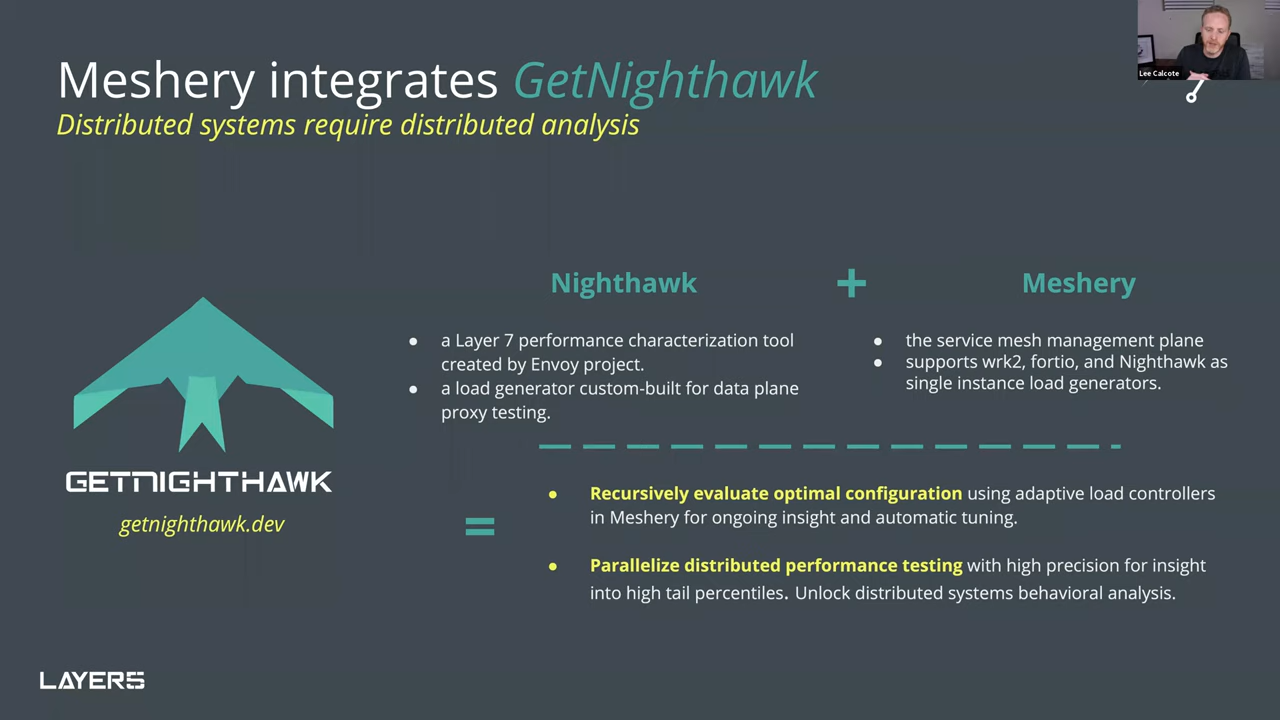 Meshery integrates GetNighthawk
Distributed systems require distributed analysis
Lee Calcote
Nighthawk + Meshery
● a Layer 7 performance characterization tool
created by Envoy project.
● a load generator custom-built for data plane
proxy testing.
● the service mesh management plane
● supports wrk2, fortio, and Nighthawk as
single instance load generators.
GETNIGHTHAWK
getnighthawk.dev
=
● Recursively evaluate optimal configuration using adaptive load controllers
in Meshery for ongoing insight and automatic tuning.
● Parallelize distributed performance testing with high precision for insight
into high tail percentiles. Unlock distributed systems behavioral analysis.
LAYER5